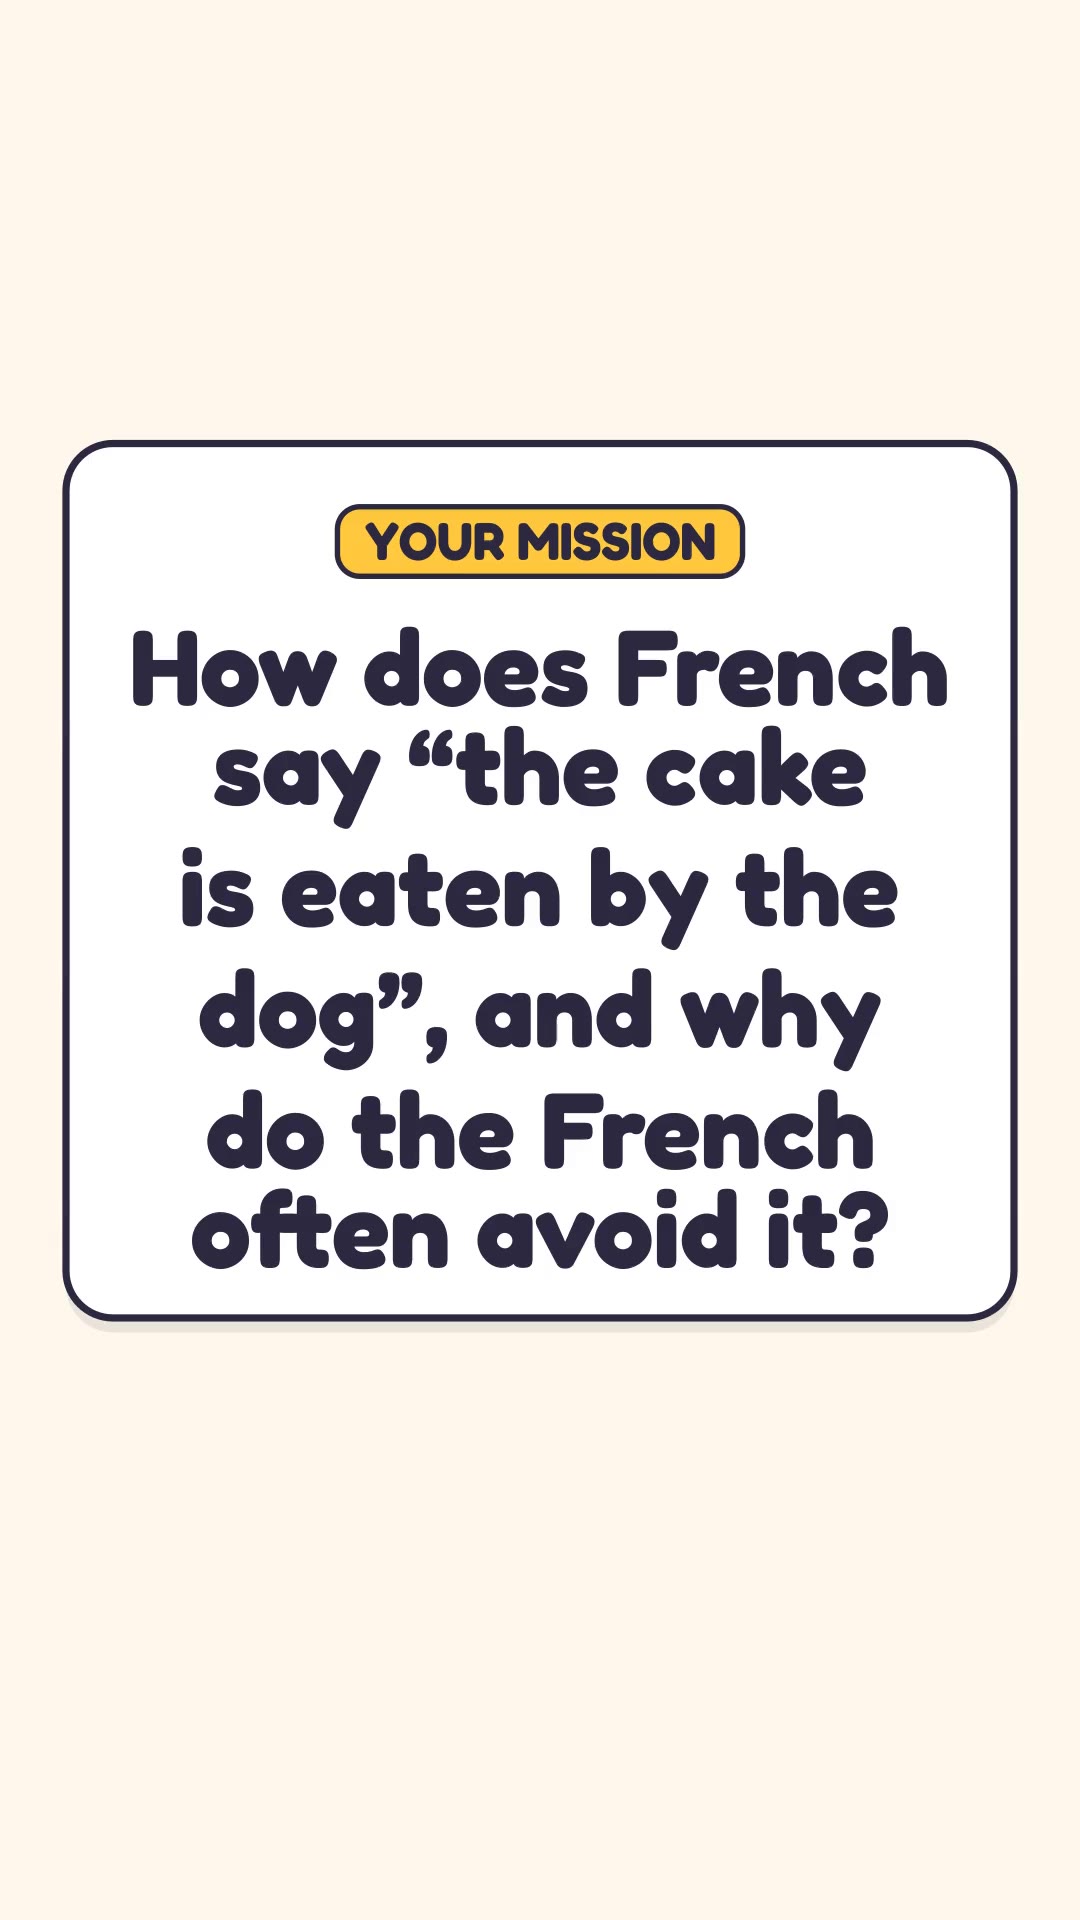 YOUR MISSION
How does French
say “the cake
is eaten by the
dog”, and why
do the French
often avoid it?